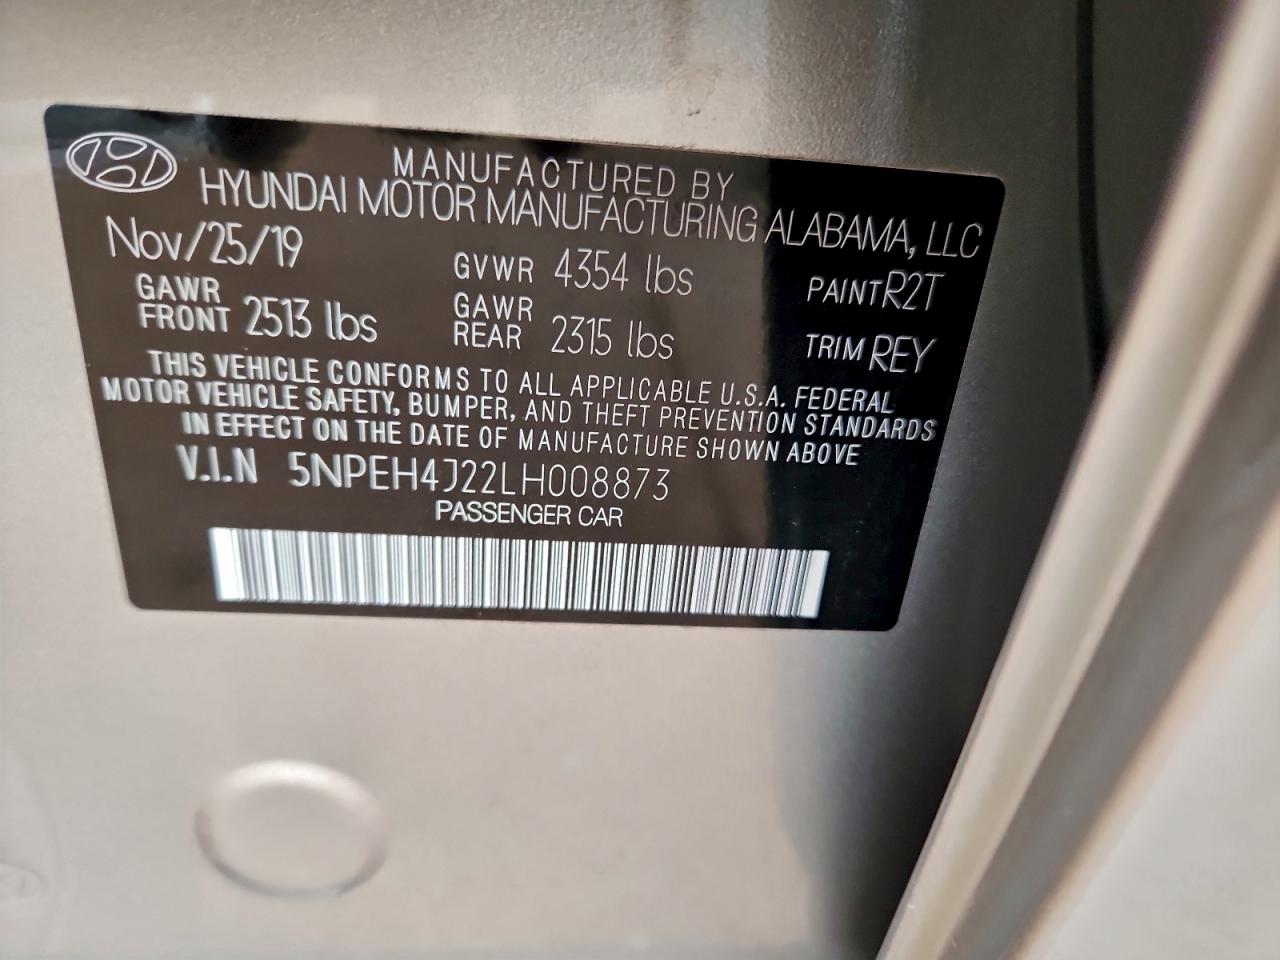 MANUFACTURED BY
HYUNDAI MOTOR MANUFACTURING ALABAMA, LLC
Nov/25/19 GVWR 4354 lbs PAINT R2T
GAWR FRONT 2513 lbs GAWR REAR 2315 lbs TRIM REY
THIS VEHICLE CONFORMS TO ALL APPLICABLE U.S.A. FEDERAL
MOTOR VEHICLE SAFETY, BUMPER, AND THEFT PREVENTION STANDARDS
IN EFFECT ON THE DATE OF MANUFACTURE SHOWN ABOVE
V.I.N 5NPEH4J22LH008873
PASSENGER CAR